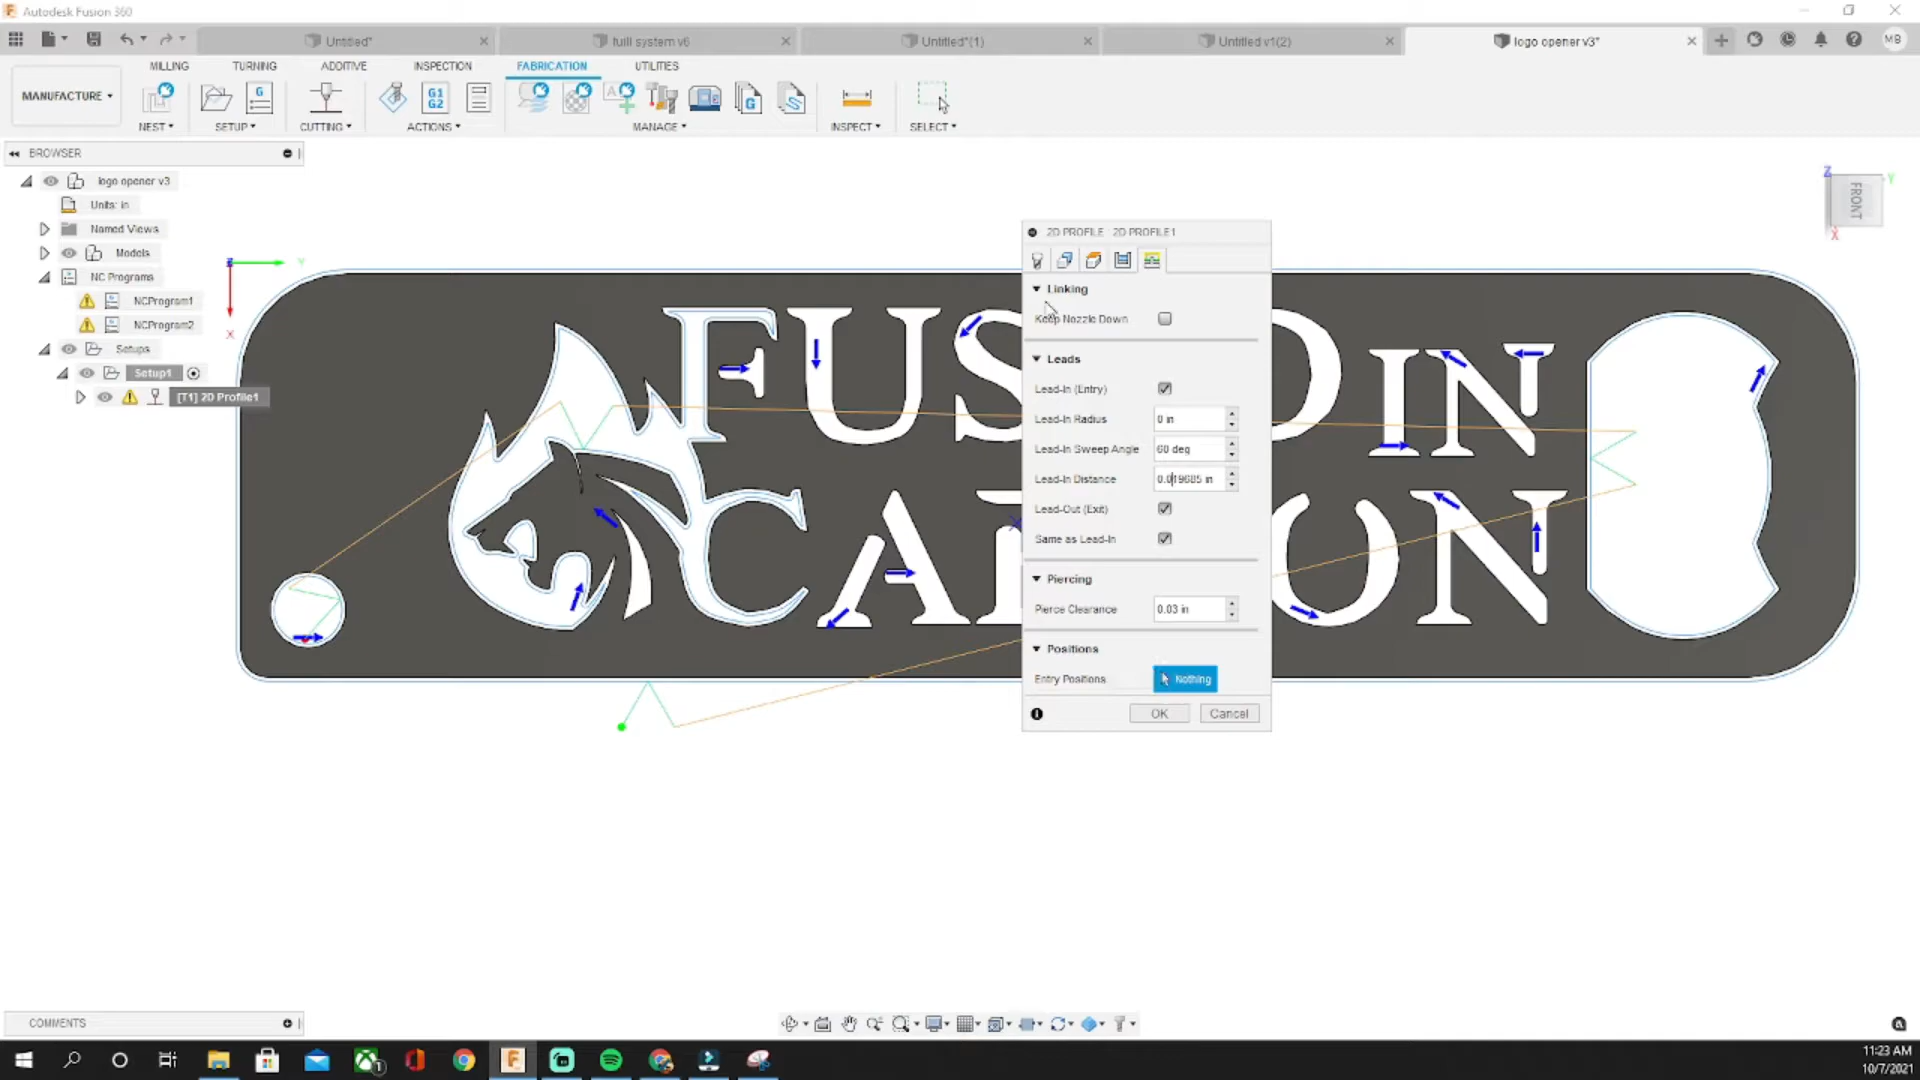 Autodesk Fusion 360
Untitled*
fulll system v6
Untitled*(1)
Untitled v1(2)
logo opener v3*
MB
MILLING
TURNING
ADDITIVE
INSPECTION
FABRICATION
UTILITIES
MANUFACTURE
G
G1
G2
G
NEST
SETUP
CUTTING
ACTIONS
MANAGE
INSPECT
SELECT
BROWSER
logo opener v3
Units: in
Named Views
Models
NC Programs
NCProgram1
NCProgram2
Setups
Setup1
[T1] 2D Profile1
Z
Y
X
Z
Y
FRONT
X
2D PROFILE : 2D PROFILE1
Linking
Keep Nozzle Down
Leads
Lead-In (Entry)
Lead-In Radius 0 in
Lead-In Sweep Angle 60 deg
Lead-In Distance 0.019685 in
Lead-Out (Exit)
Same as Lead-In
Piercing
Pierce Clearance 0.03 in
Positions
Entry Positions Nothing
OK Cancel
COMMENTS
11:23 AM
10/7/2021